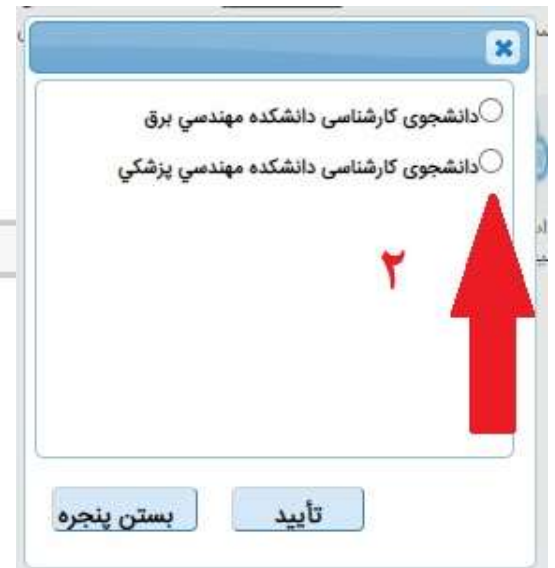 دانشجوی کارشناسی دانشکده مهندسي برق
دانشجوی کارشناسی دانشکده مهندسي پزشكي
۲
تأیید
بستن پنجره